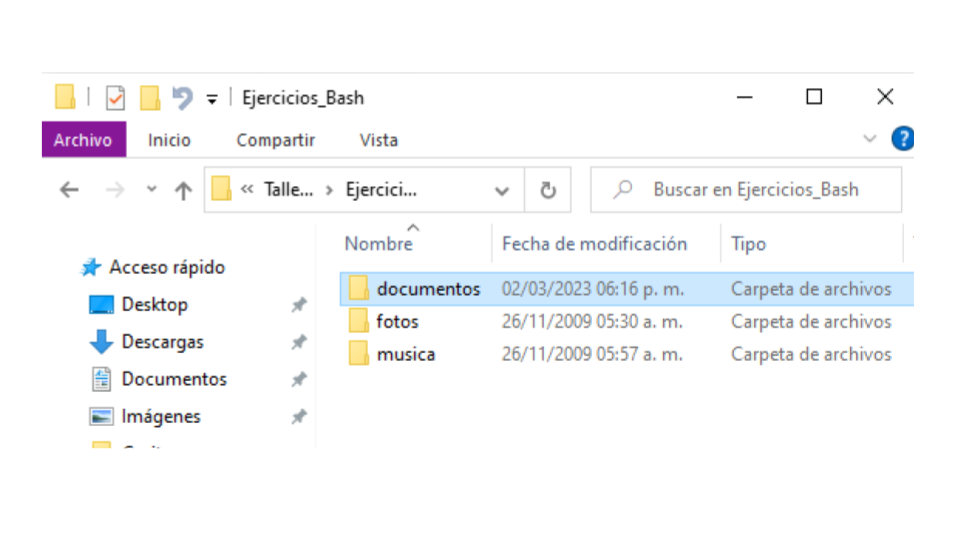 Ejercicios_Bash
Archivo Inicio Compartir Vista ?
« Talle... › Ejercici... Buscar en Ejercicios_Bash
Nombre Fecha de modificación Tipo
Acceso rápido
Desktop
Descargas
Documentos
Imágenes
documentos 02/03/2023 06:16 p. m. Carpeta de archivos
fotos 26/11/2009 05:30 a. m. Carpeta de archivos
musica 26/11/2009 05:57 a. m. Carpeta de archivos